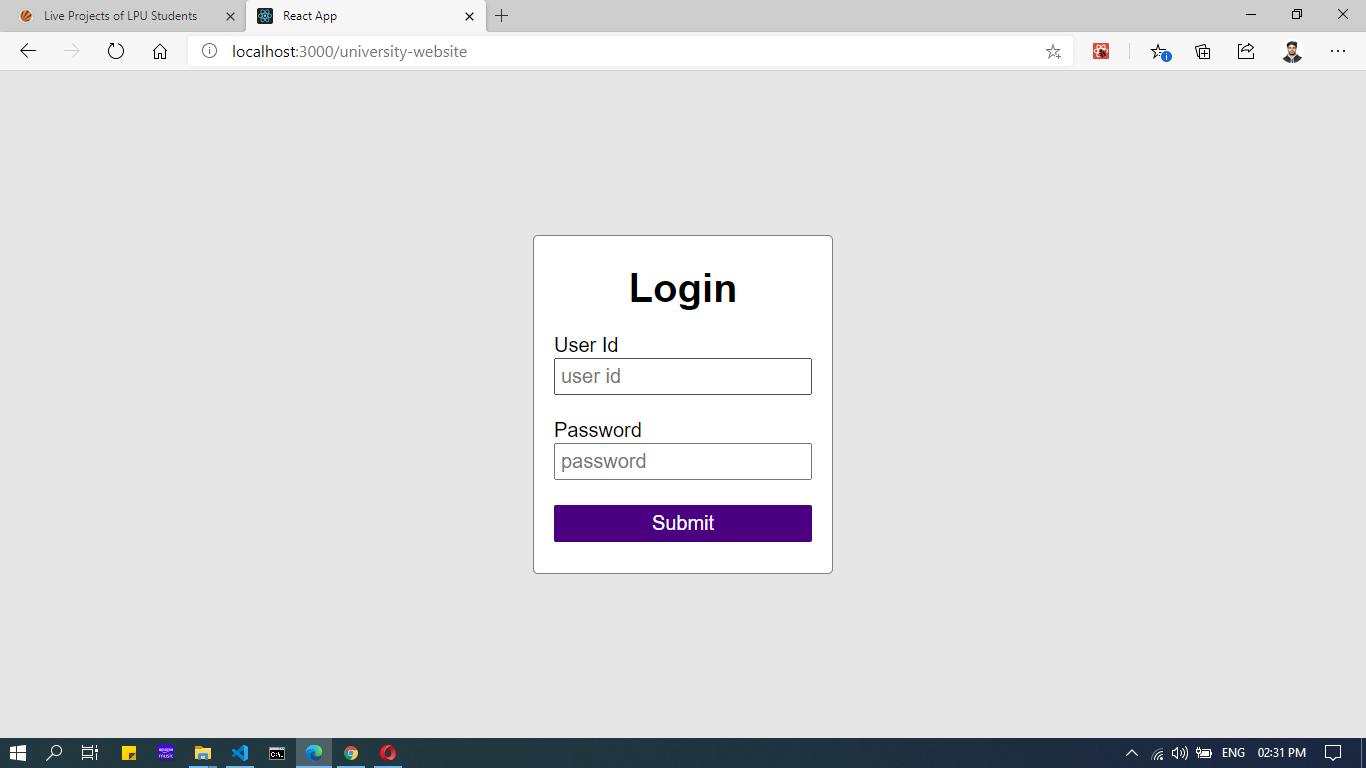 Live Projects of LPU Students
React App
localhost:3000/university-website
Login
User Id
user id
Password
password
Submit
ENG
02:31 PM